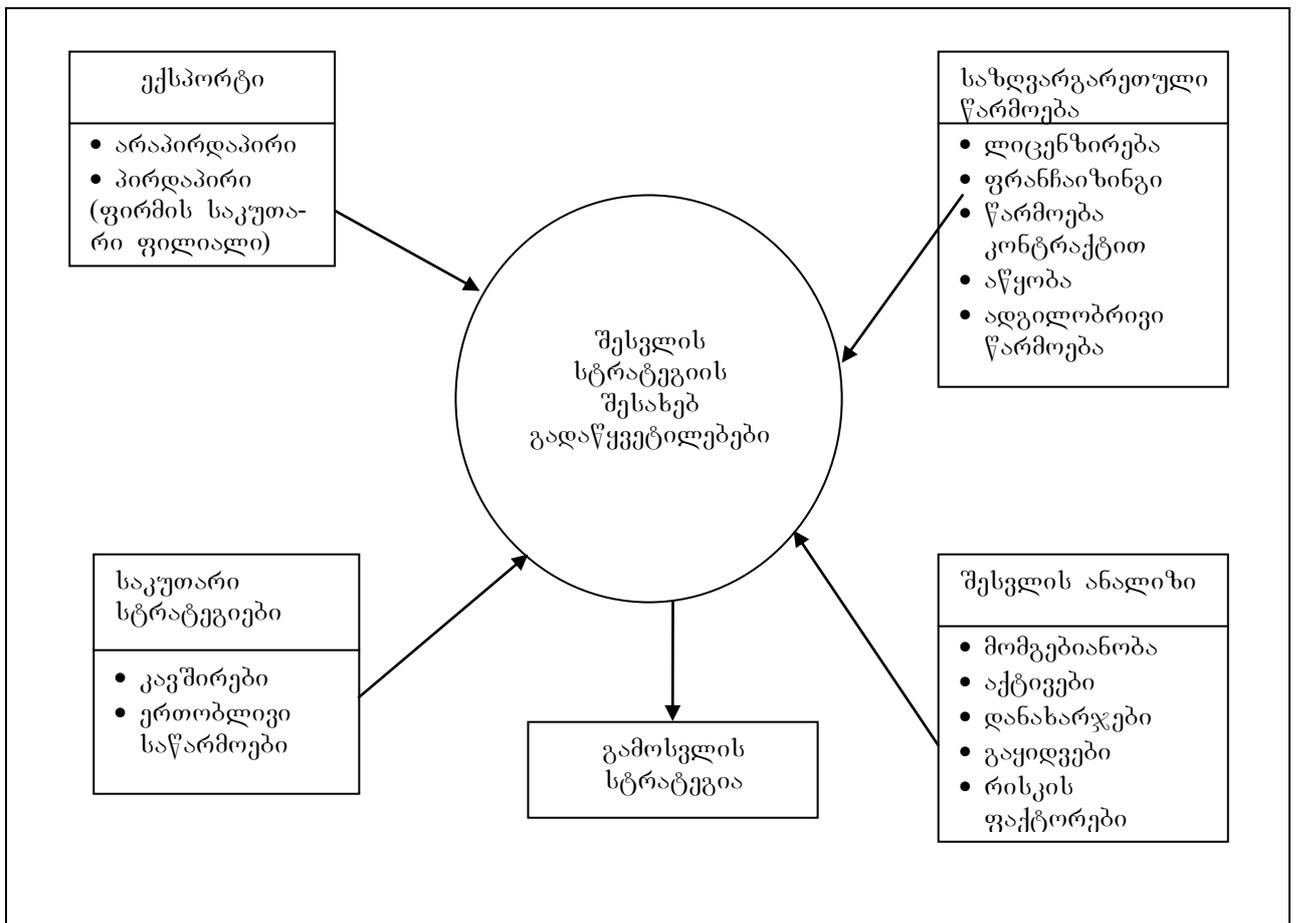 ექსპორტი
• არაპირდაპირი
• პირდაპირი
(ფირმის საკუთა-
რი ფილიალი)
საზღვარგარეთული
წარმოება
• ლიცენზირება
• ფრანჩაიზინგი
• წარმოება
კონტრაქტით
• აწყობა
• ადგილობრივი
წარმოება
შესვლის
სტრატეგიის
შესახებ
გადაწყვეტილებები
საკუთარი
სტრატეგიები
• კავშირები
• ერთობლივი
საწარმოები
გამოსვლის
სტრატეგია
შესვლის ანალიზი
• მომგებიანობა
• აქტივები
• დანახარჯები
• გაყიდვები
• რისკის
ფაქტორები